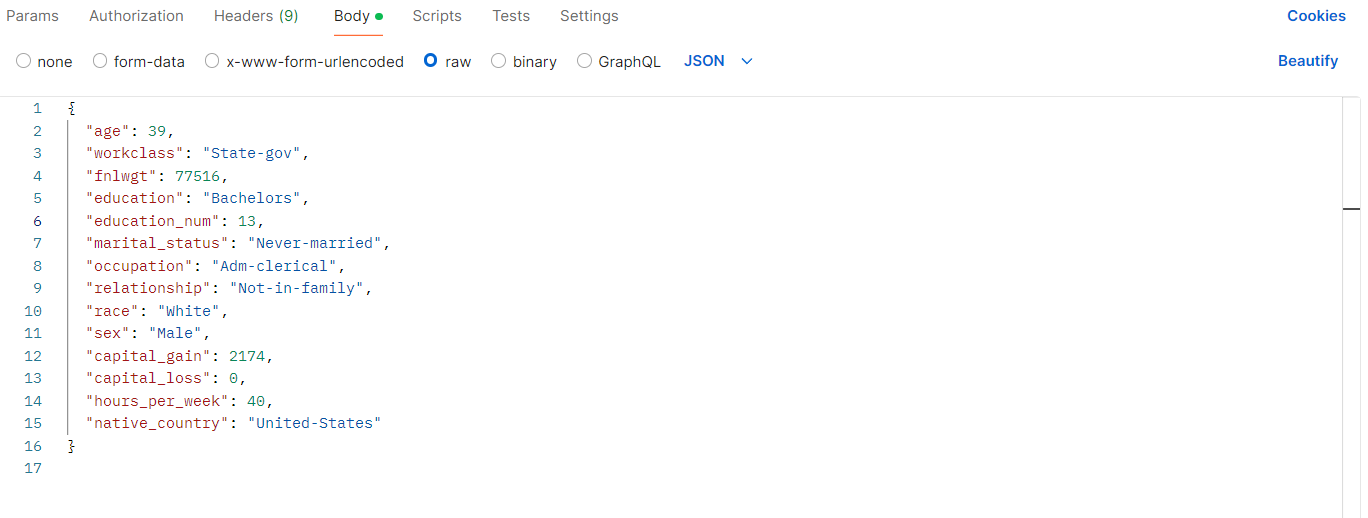 Params Authorization Headers (9) Body Scripts Tests Settings Cookies
none form-data x-www-form-urlencoded raw binary GraphQL JSON Beautify
1 {
2 "age": 39,
3 "workclass": "State-gov",
4 "fnlwgt": 77516,
5 "education": "Bachelors",
6 "education_num": 13,
7 "marital_status": "Never-married",
8 "occupation": "Adm-clerical",
9 "relationship": "Not-in-family",
10 "race": "White",
11 "sex": "Male",
12 "capital_gain": 2174,
13 "capital_loss": 0,
14 "hours_per_week": 40,
15 "native_country": "United-States"
16 }
17